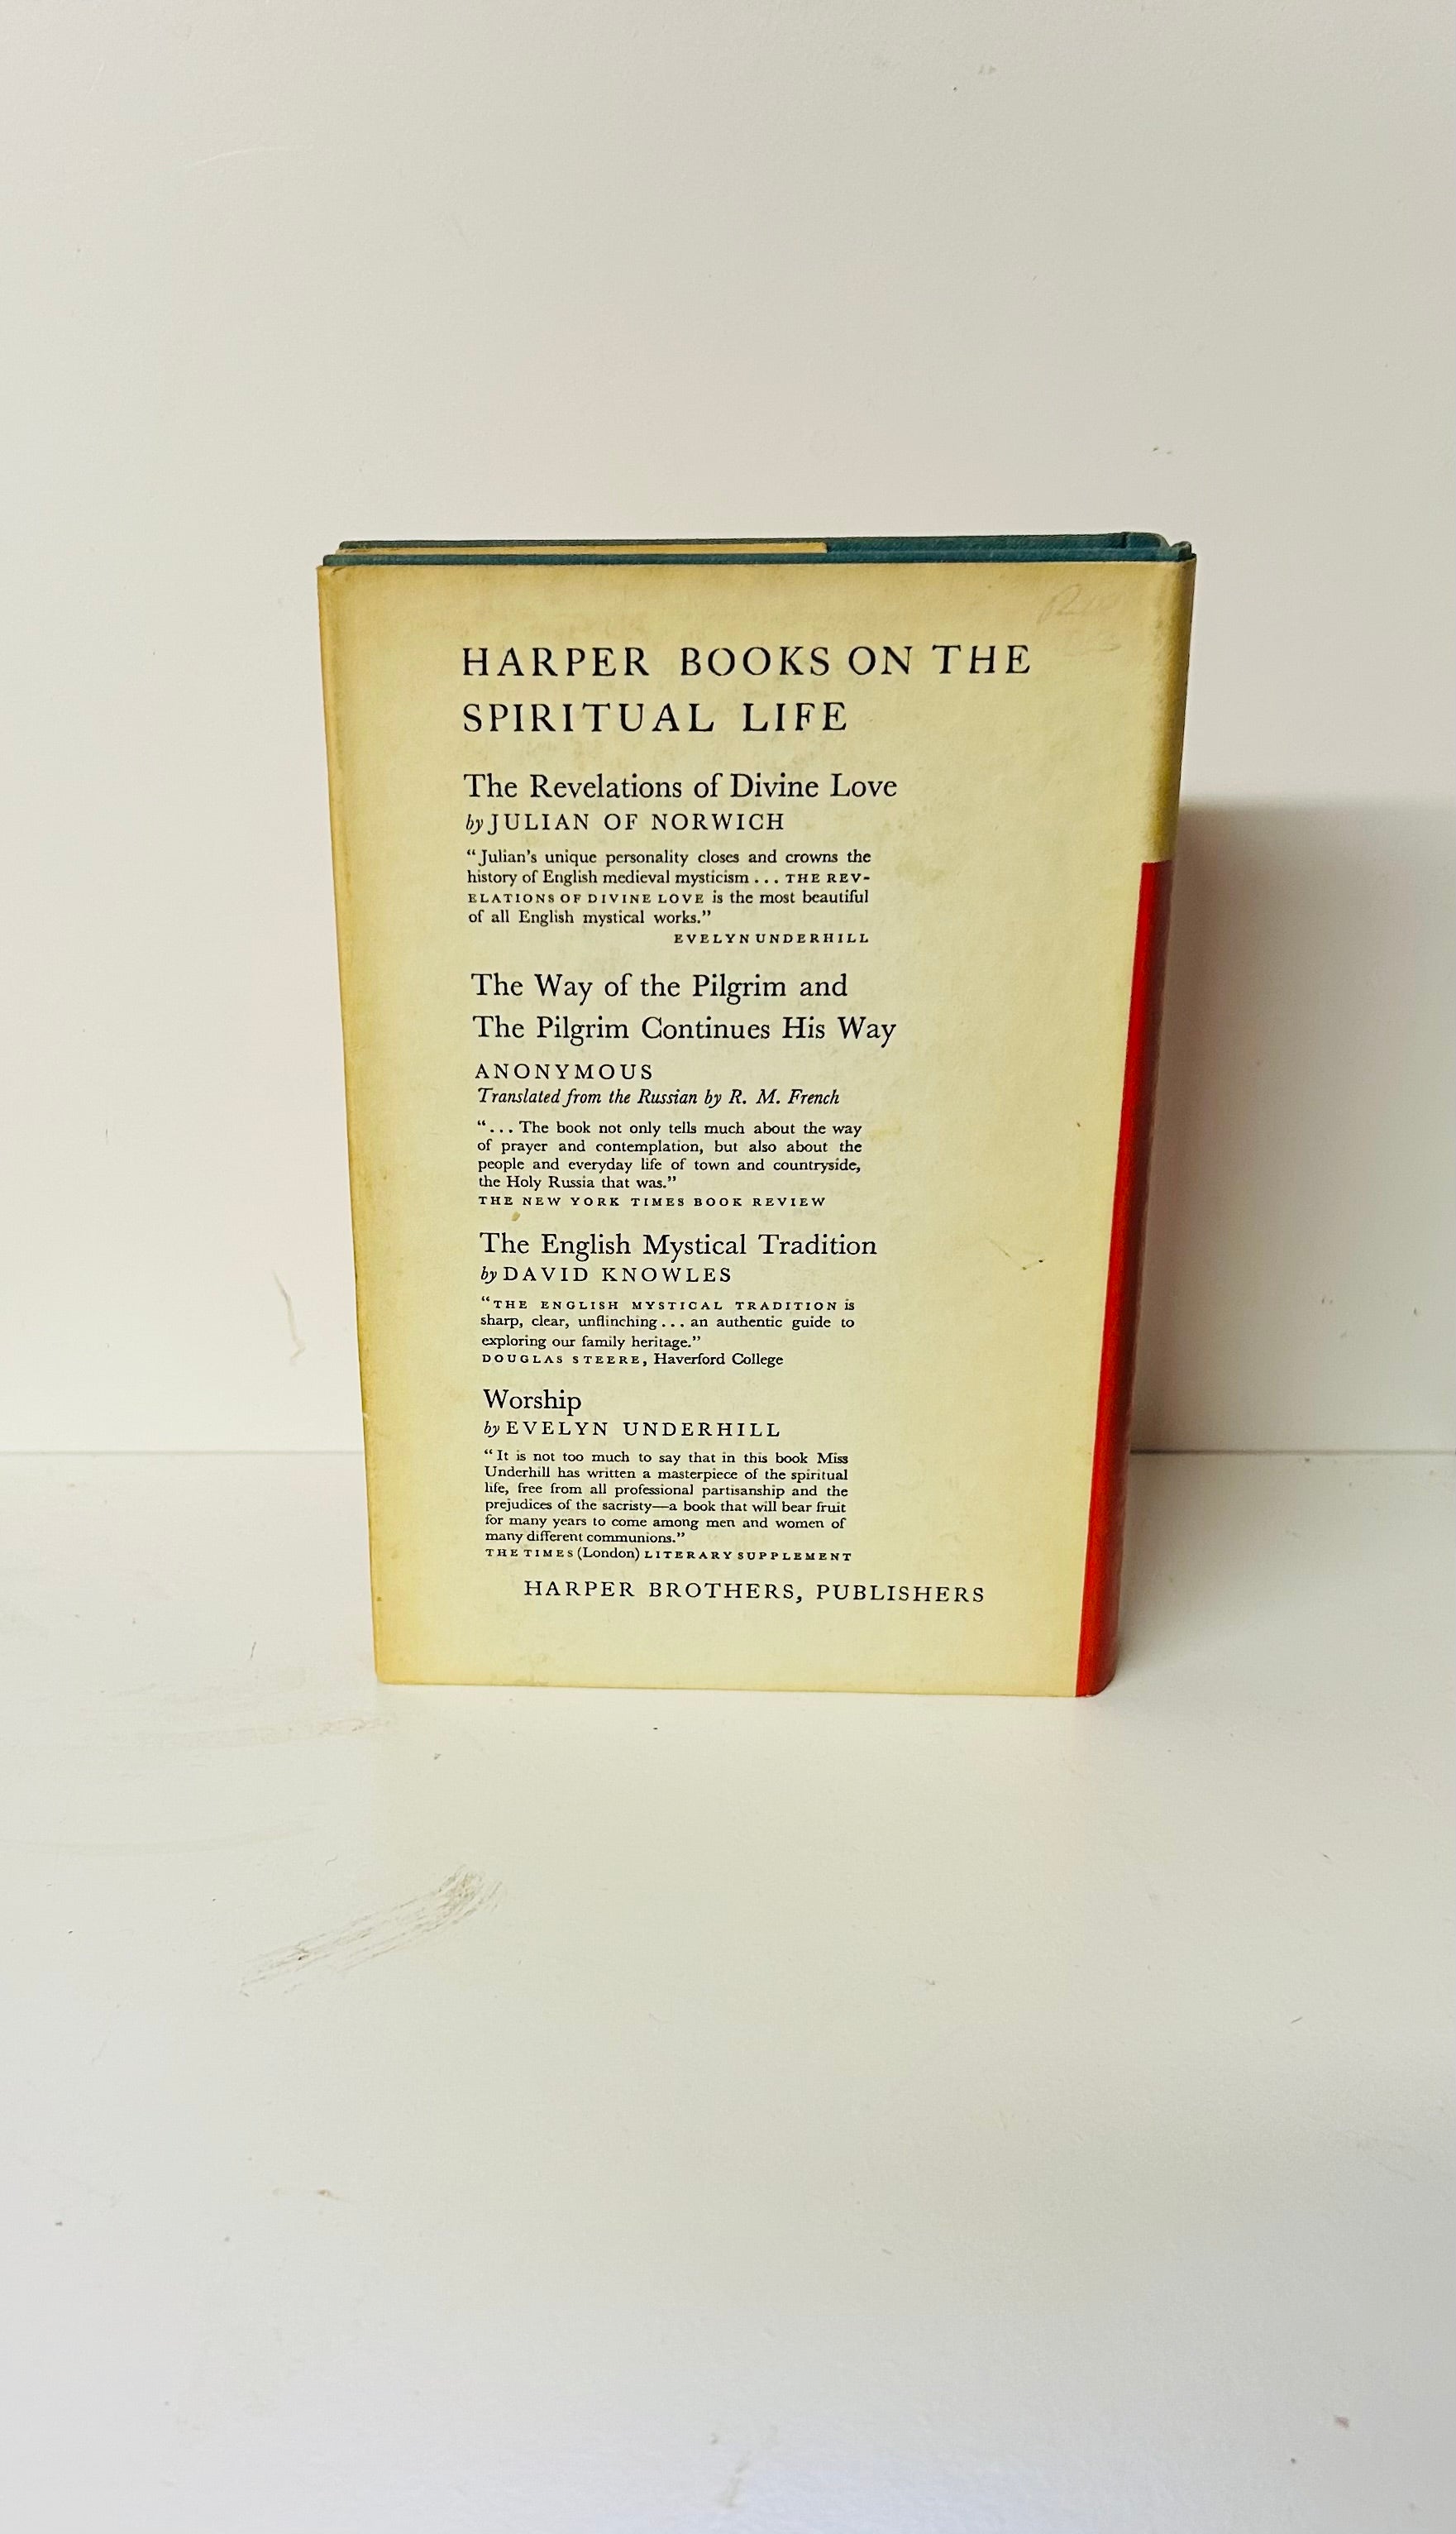 HARPER BOOKS ON THE
SPIRITUAL LIFE
The Revelations of Divine Love
by JULIAN OF NORWICH
“Julian’s unique personality closes and crowns the
history of English medieval mysticism . . . THE REV-
ELATIONS OF DIVINE LOVE is the most beautiful
of all English mystical works.”
EVELYN UNDERHILL
The Way of the Pilgrim and
The Pilgrim Continues His Way
ANONYMOUS
Translated from the Russian by R. M. French
“. . . The book not only tells much about the way
of prayer and contemplation, but also about the
people and everyday life of town and countryside,
the Holy Russia that was.”
THE NEW YORK TIMES BOOK REVIEW
The English Mystical Tradition
by DAVID KNOWLES
“THE ENGLISH MYSTICAL TRADITION is
sharp, clear, unflinching . . . an authentic guide to
exploring our family heritage.”
DOUGLAS STEERE, Haverford College
Worship
by EVELYN UNDERHILL
“It is not too much to say that in this book Miss
Underhill has written a masterpiece of the spiritual
life, free from all professional partisanship and the
prejudices of the sacristy—a book that will bear fruit
for many years to come among men and women of
many different communions.”
THE TIMES (London) LITERARY SUPPLEMENT
HARPER BROTHERS, PUBLISHERS